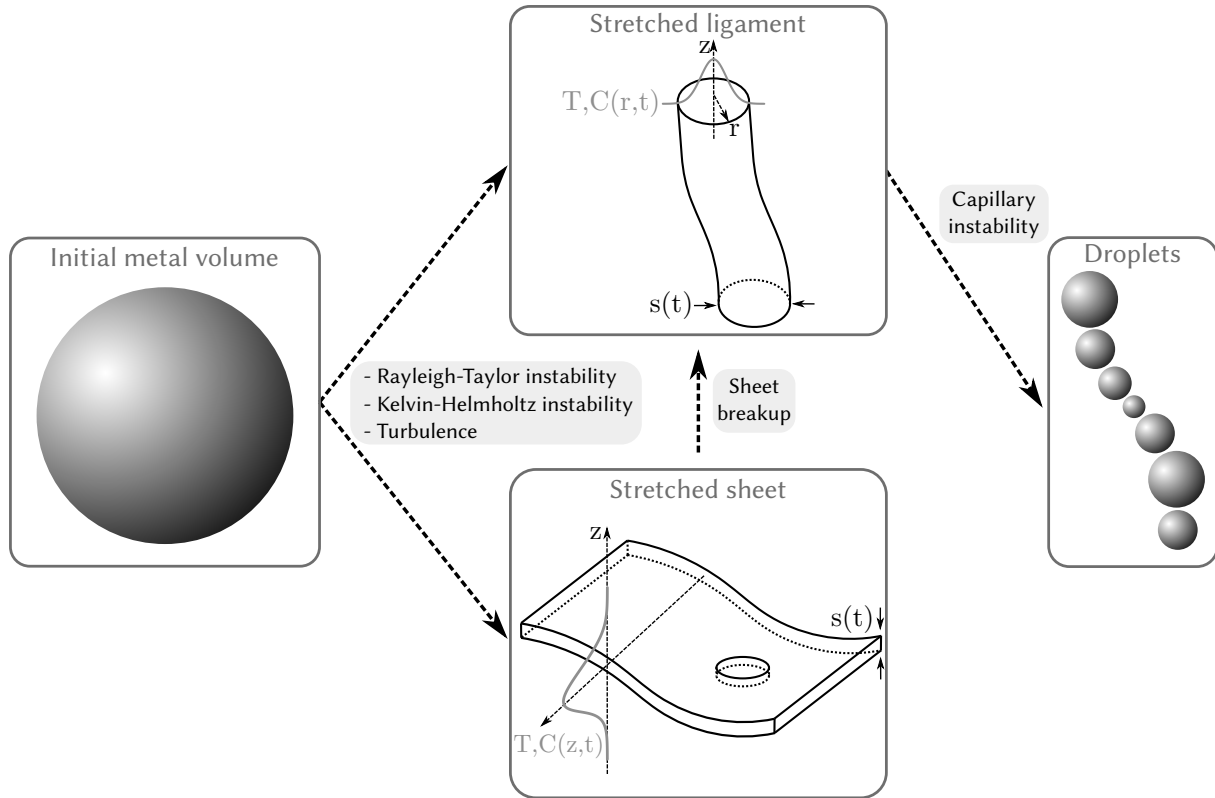 Stretched ligament
z
T,C(r,t)
r
s(t)
Capillary
instability
Initial metal volume
Droplets
- Rayleigh-Taylor instability
- Kelvin-Helmholtz instability
- Turbulence
Sheet
breakup
Stretched sheet
z
s(t)
T,C(z,t)